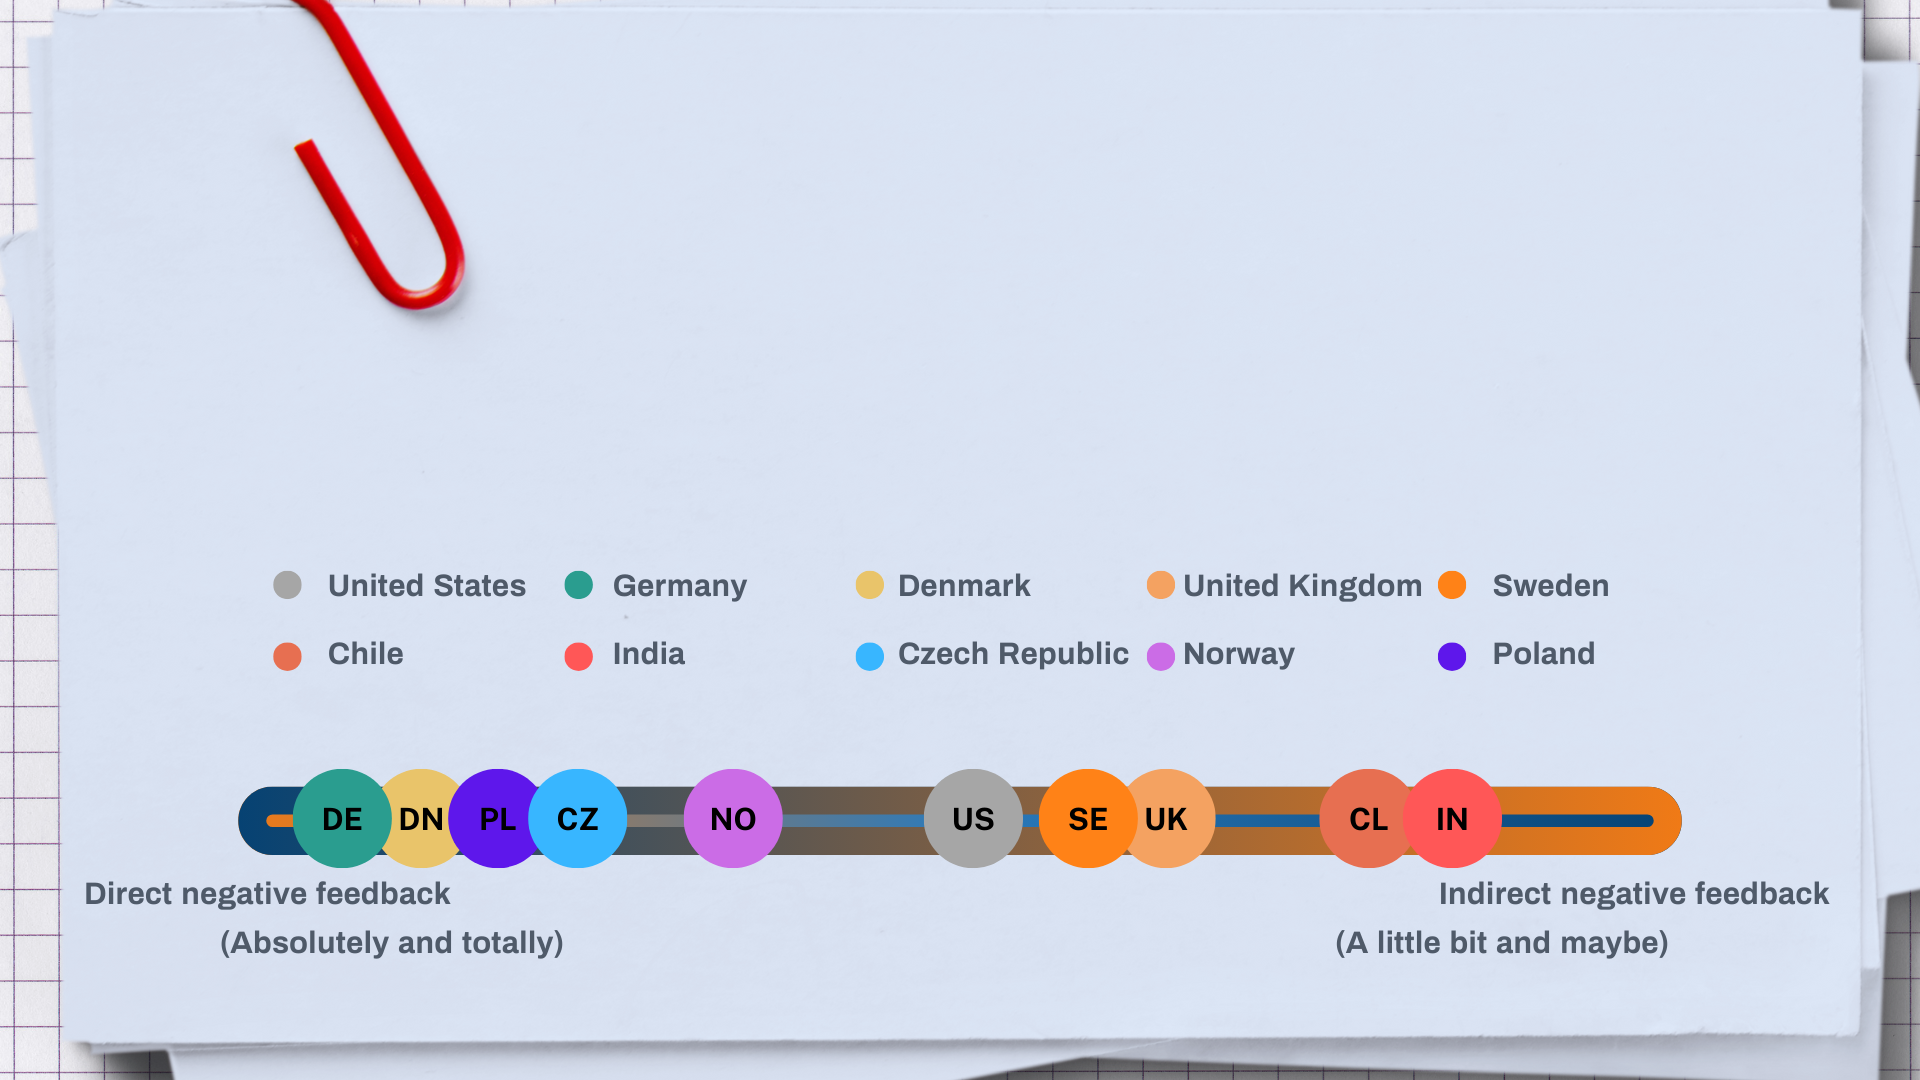 United States Germany Denmark United Kingdom Sweden
Chile India Czech Republic Norway Poland
DE DN PL CZ NO US SE UK CL IN
Direct negative feedback Indirect negative feedback
(Absolutely and totally) (A little bit and maybe)